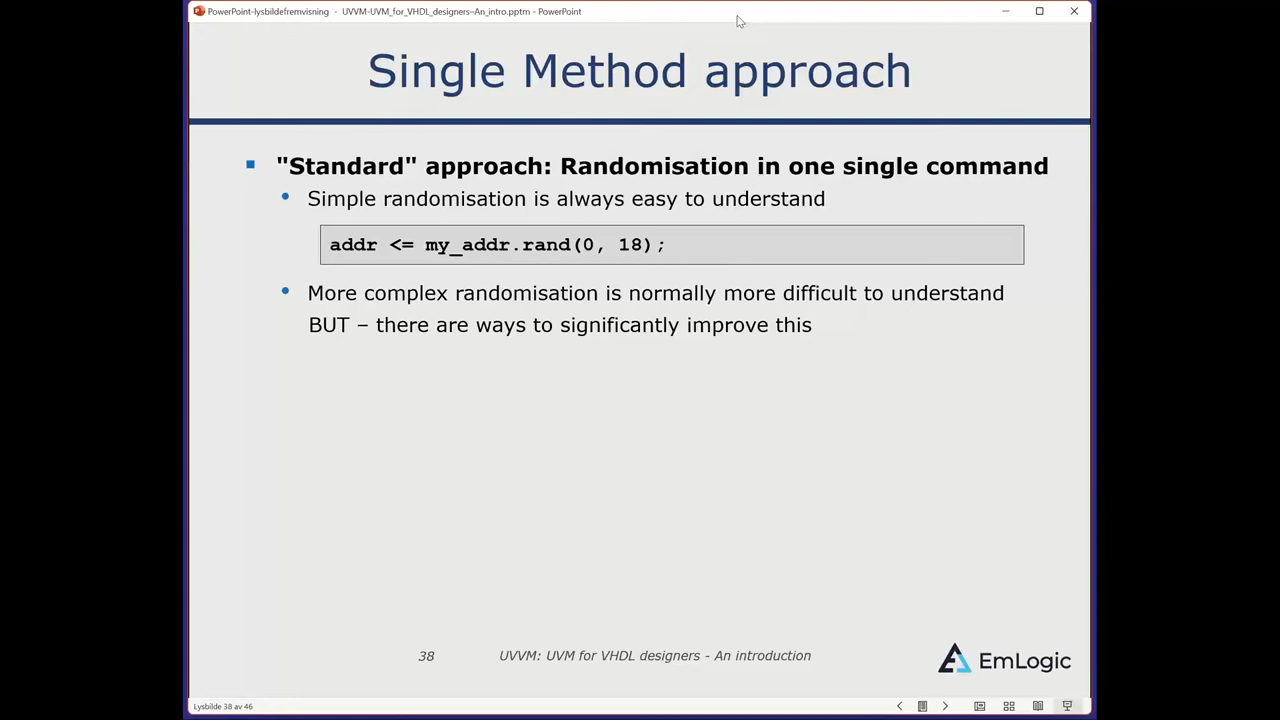 PowerPoint-lysbildefremvisning - UVVM-UVM_for_VHDL_designers–An_intro.pptm - PowerPoint
Single Method approach
"Standard" approach: Randomisation in one single command
Simple randomisation is always easy to understand
addr <= my_addr.rand(0, 18);
More complex randomisation is normally more difficult to understand
BUT – there are ways to significantly improve this
38
UVVM: UVM for VHDL designers - An introduction
EmLogic
Lysbilde 38 av 46